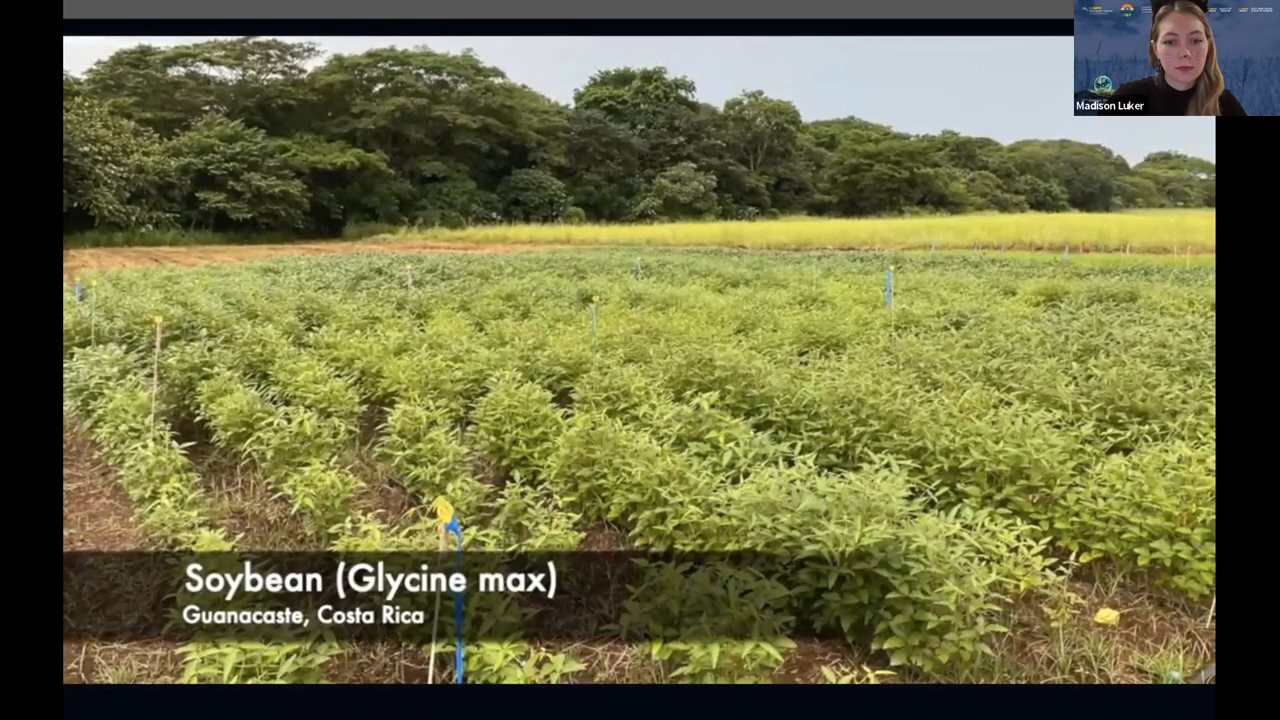 Madison Luker
Soybean (Glycine max)
Guanacaste, Costa Rica